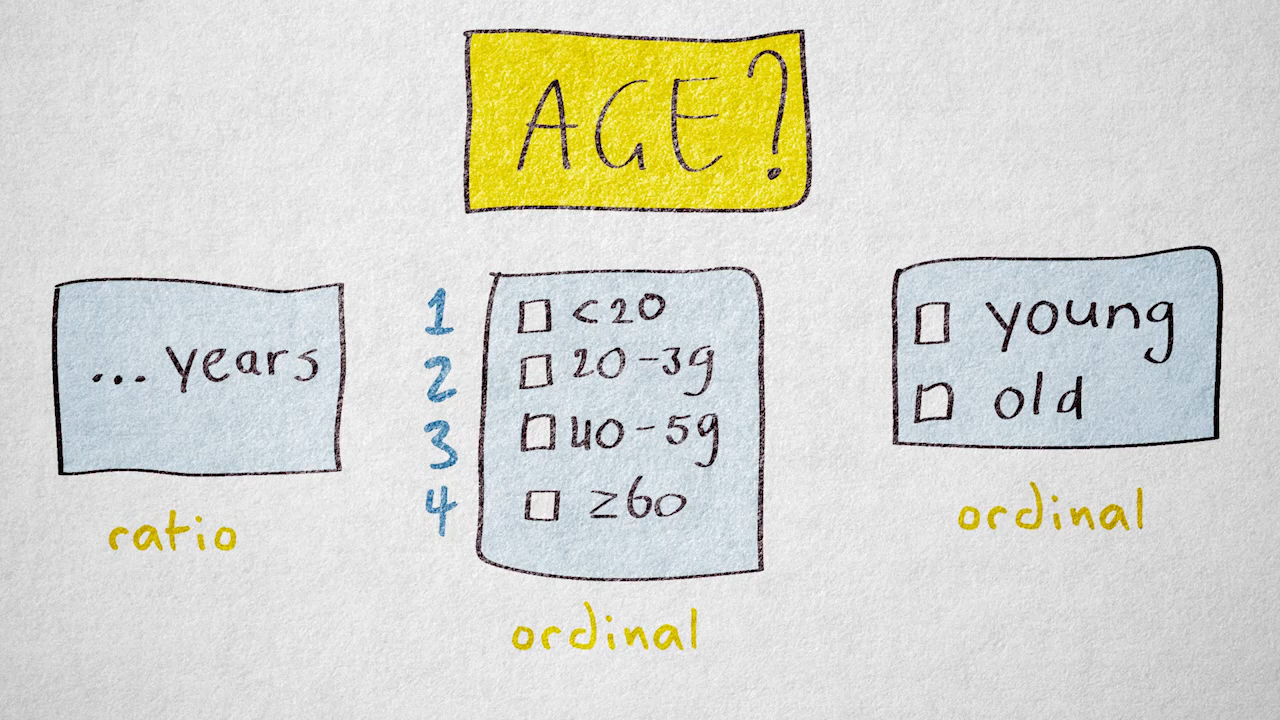 AGE?
... years
ratio
1 <20
2 20-39
3 40-59
4 ≥60
ordinal
young
old
ordinal